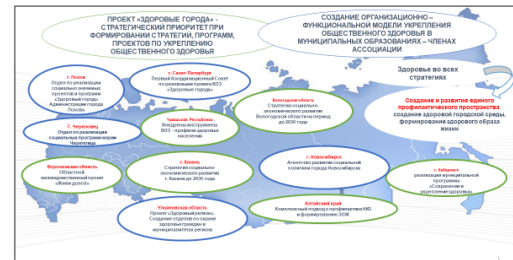 ПРОЕКТ «ЗДОРОВЫЕ ГОРОДА» -
СТРАТЕГИЧЕСКИЙ ПРИОРИТЕТ ПРИ
ФОРМИРОВАНИИ СТРАТЕГИЙ, ПРОГРАММ,
ПРОЕКТОВ ПО УКРЕПЛЕНИЮ
ОБЩЕСТВЕННОГО ЗДОРОВЬЯ
СОЗДАНИЕ ОРГАНИЗАЦИОННО –
ФУНКЦИОНАЛЬНОЙ МОДЕЛИ УКРЕПЛЕНИЯ
ОБЩЕСТВЕННОГО ЗДОРОВЬЯ В
МУНИЦИПАЛЬНЫХ ОБРАЗОВАНИЯХ – ЧЛЕНАХ
АССОЦИАЦИИ
г. Псков
Отдел по реализации
социально значимых
проектов и программ
«Здоровый город»
Администрации города
Пскова
г. Санкт-Петербург
Первый Координационный Совет
по реализации проекта ВОЗ
«Здоровые города»
Здоровье во всех
стратегиях
Вологодская область
Стратегия социально-
экономического развития
Вологодской области на период
до 2030 года
Создание и развитие единого
профилактического пространства,
создание здоровой городской среды,
формирование здорового образа
жизни
г. Череповец
Отдел по реализации
социальных программ мэрии
Череповца
Чувашская Республика
Внедрены инструменты
ВОЗ - профиля здоровья
населения
Воронежская область
Областной
межведомственный проект
«Живи долго!»
г. Казань
Стратегия социально-
экономического развития
г. Казань до 2030 года
г. Новосибирск
Агентство развития социальной
политики города Новосибирска
г. Хабаровск
реализация муниципальной
программы
«Сохранение и
укрепление здоровья»
Ульяновская область
Проект «Здоровый регион»,
Создание отделов по охране
здоровья граждан в
муниципалитетах региона
Алтайский край
Комплексный подход к профилактике НИЗ
и формированию ЗОЖ